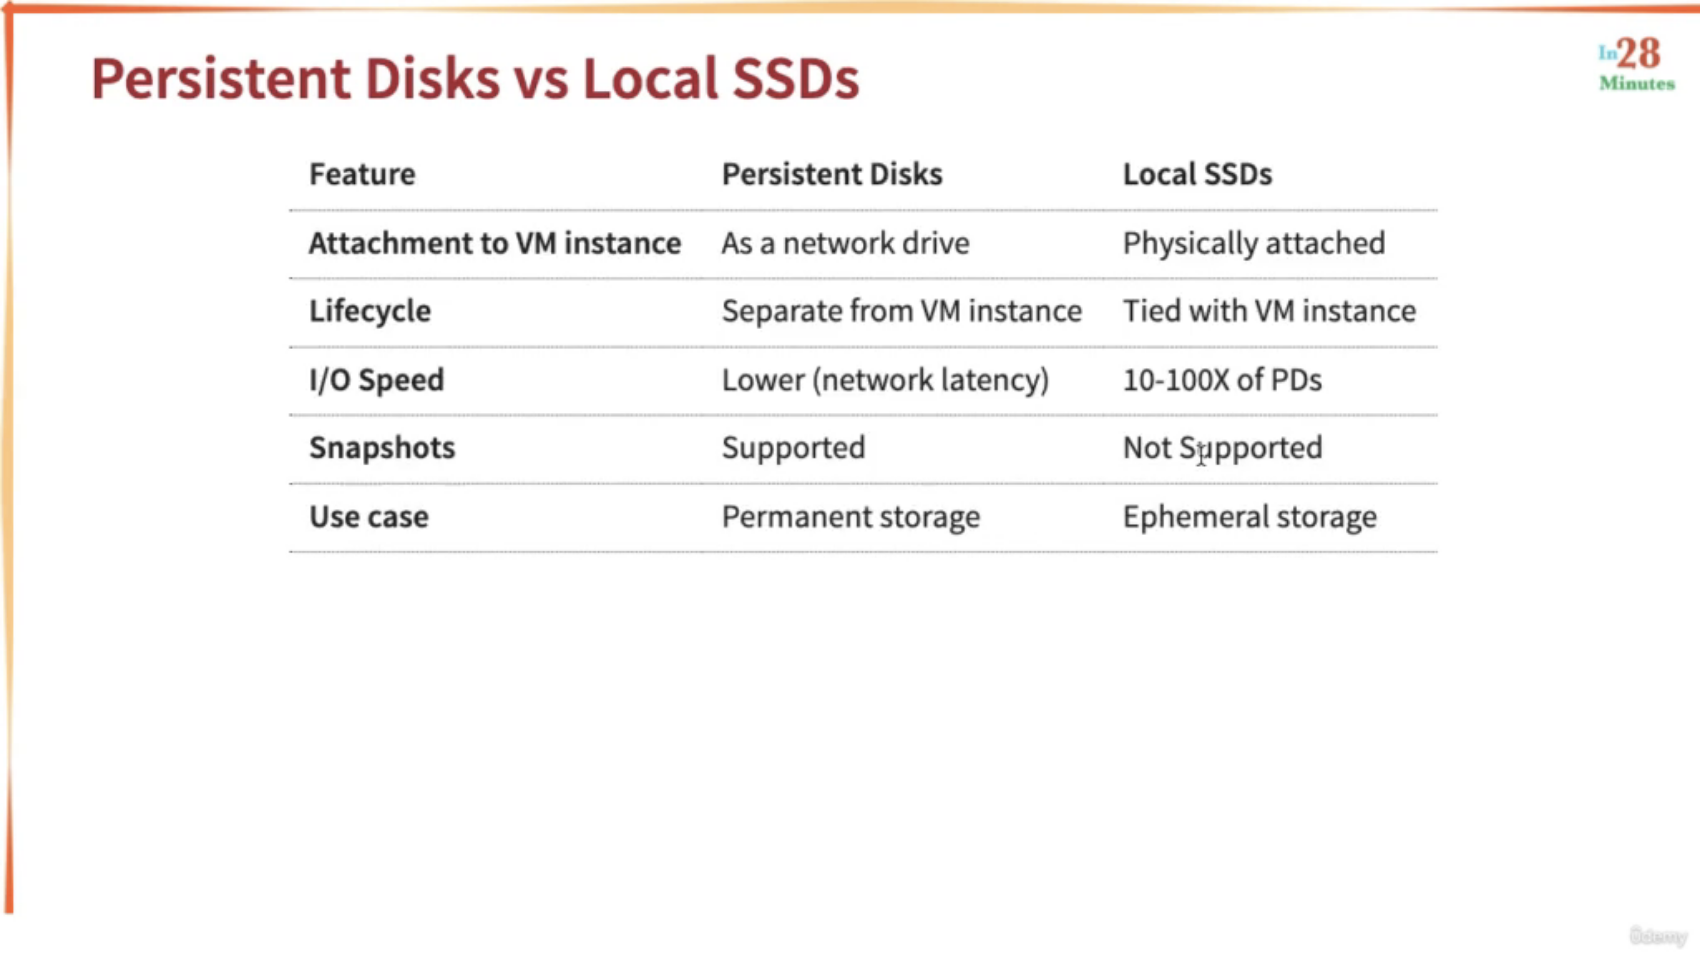 Persistent Disks vs Local SSDs
In28
Minutes
Feature Persistent Disks Local SSDs
Attachment to VM instance As a network drive Physically attached
Lifecycle Separate from VM instance Tied with VM instance
I/O Speed Lower (network latency) 10-100X of PDs
Snapshots Supported Not Supported
Use case Permanent storage Ephemeral storage
Udemy